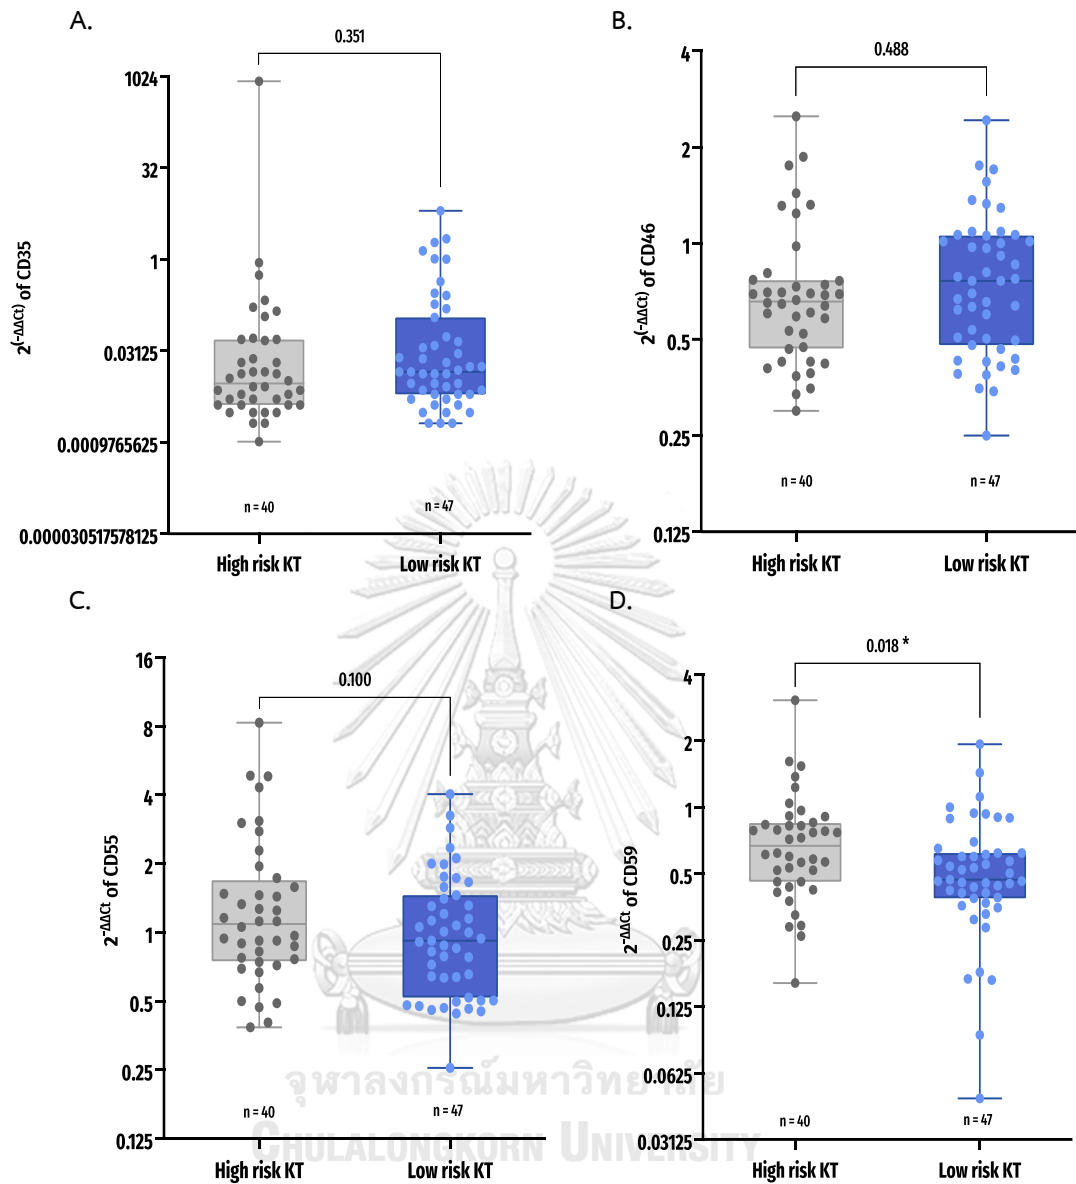 A.
0.351
1024
32
1
0.03125
0.0009765625
0.000030517578125
2^(-ΔΔCt) of CD35
n = 40
n = 47
High risk KT
Low risk KT
B.
0.488
4
2
1
0.5
0.25
0.125
2^(-ΔΔCt) of CD46
n = 40
n = 47
High risk KT
Low risk KT
C.
0.100
16
8
4
2
1
0.5
0.25
0.125
2^-ΔΔCt of CD55
n = 40
n = 47
High risk KT
Low risk KT
D.
0.018 *
4
2
1
0.5
0.25
0.125
0.0625
0.03125
2^-ΔΔCt of CD59
n = 40
n = 47
High risk KT
Low risk KT
จุฬาลงกรณ์มหาวิทยาลัย
CHULALONGKORN UNIVERSITY